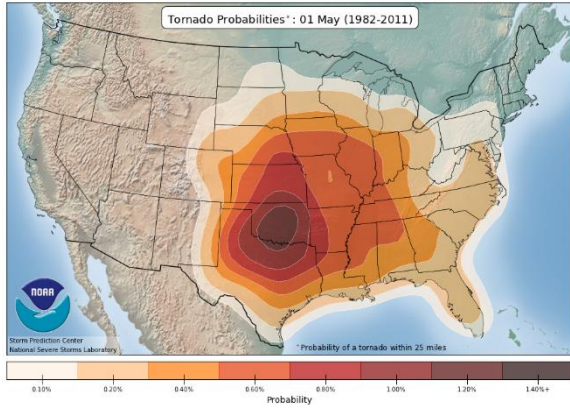 Tornado Probabilities*: 01 May (1982-2011)
NOAA
Storm Prediction Center
National Severe Storms Laboratory
*Probability of a tornado within 25 miles
0.10% 0.20% 0.40% 0.60% 0.80% 1.00% 1.20% 1.40%+
Probability